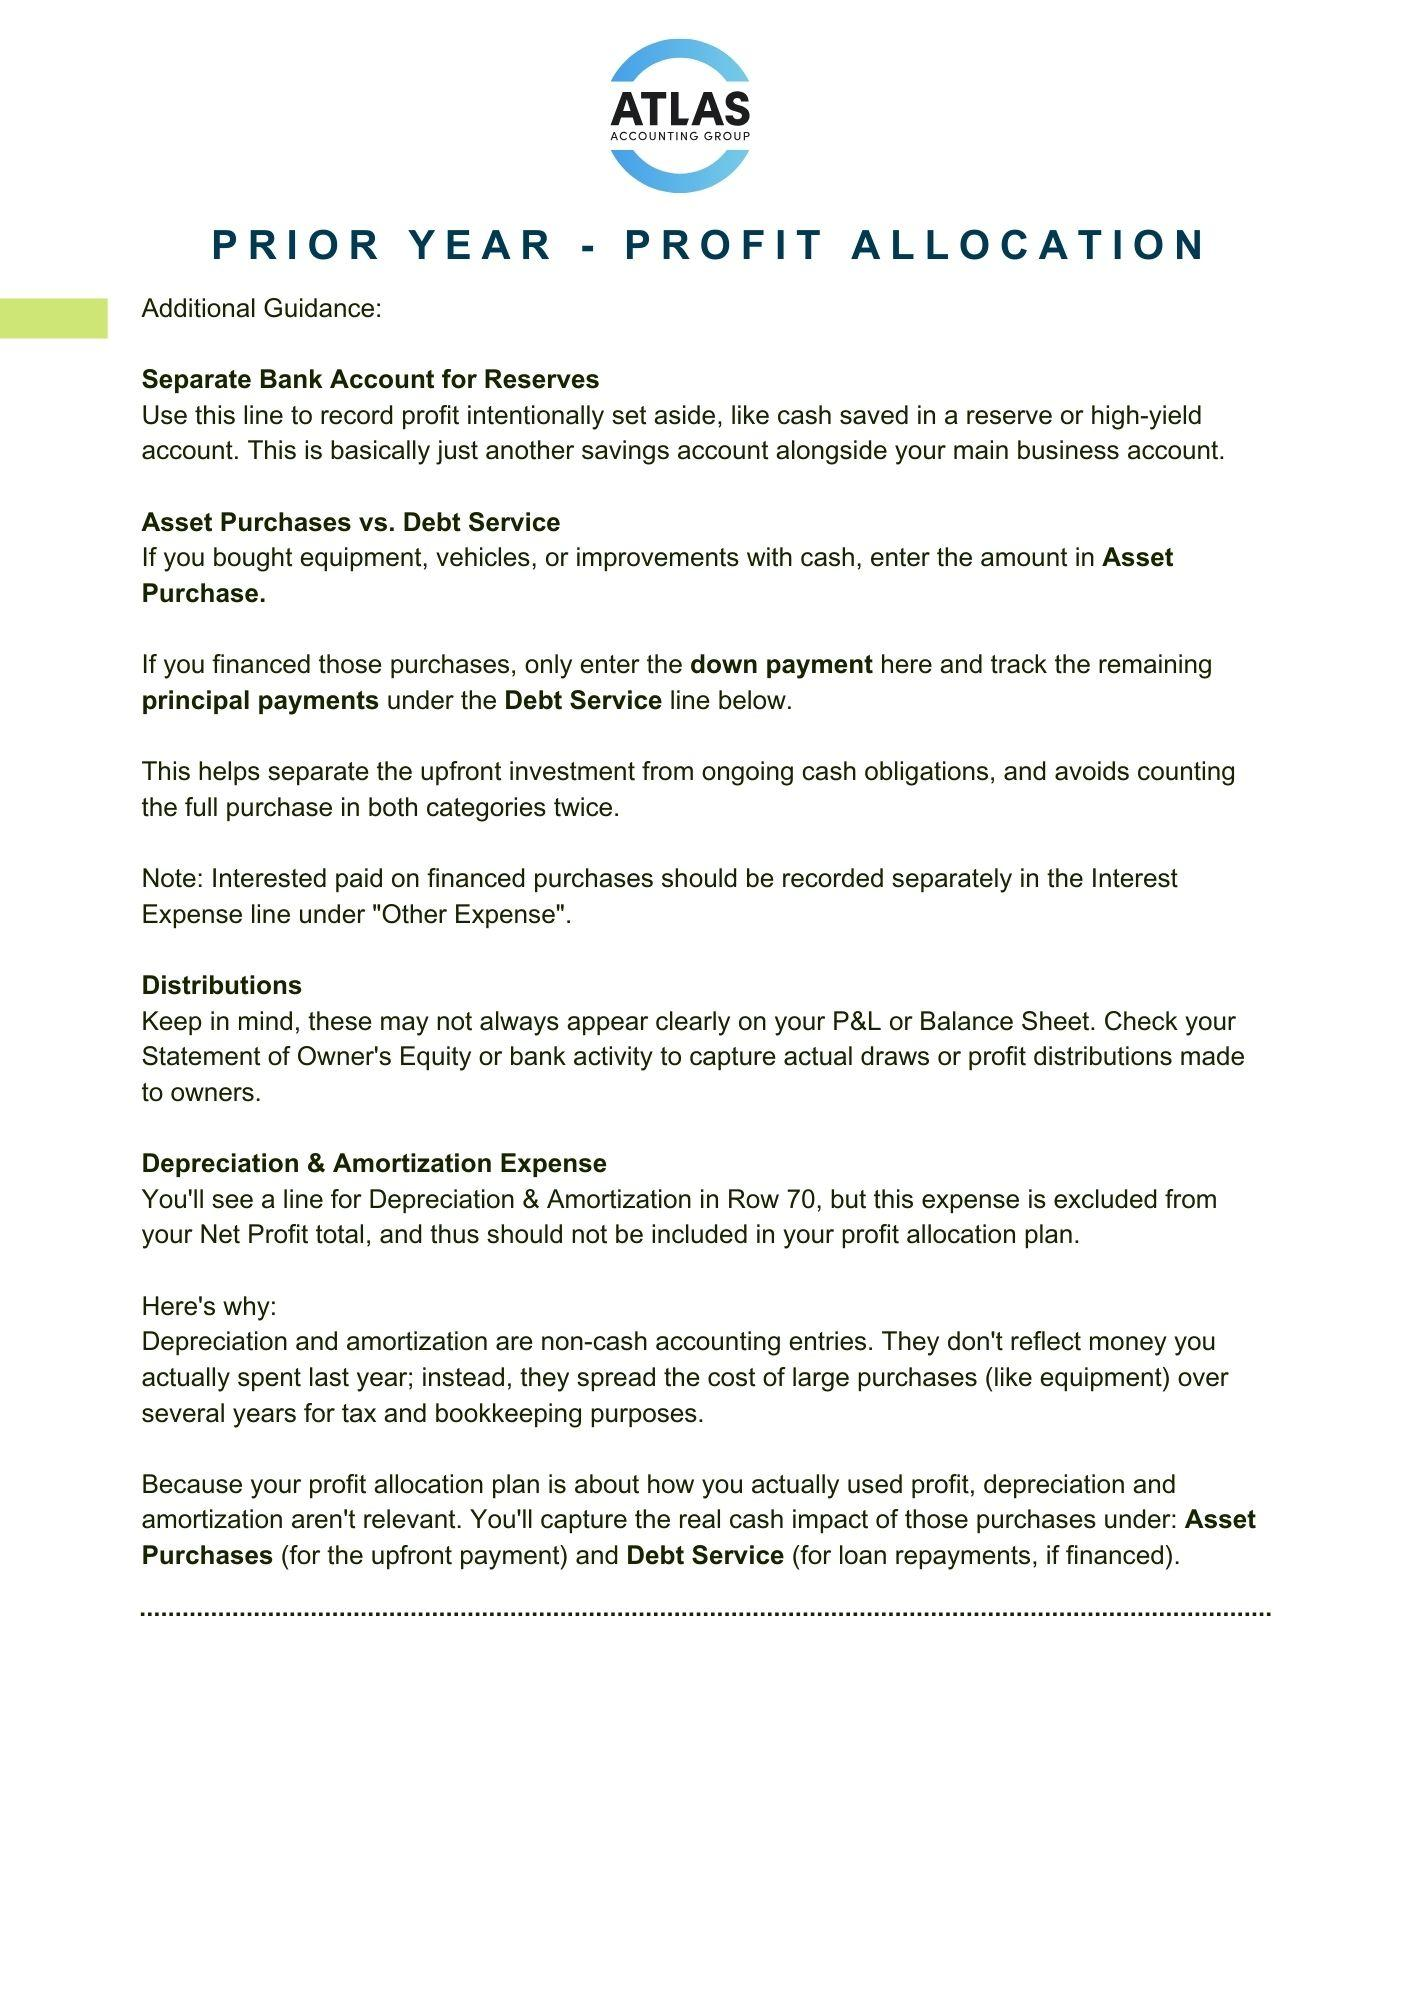 ATLAS
ACCOUNTING GROUP
PRIOR YEAR - PROFIT ALLOCATION
Additional Guidance:
Separate Bank Account for Reserves
Use this line to record profit intentionally set aside, like cash saved in a reserve or high-yield
account. This is basically just another savings account alongside your main business account.
Asset Purchases vs. Debt Service
If you bought equipment, vehicles, or improvements with cash, enter the amount in Asset
Purchase.
If you financed those purchases, only enter the down payment here and track the remaining
principal payments under the Debt Service line below.
This helps separate the upfront investment from ongoing cash obligations, and avoids counting
the full purchase in both categories twice.
Note: Interested paid on financed purchases should be recorded separately in the Interest
Expense line under "Other Expense".
Distributions
Keep in mind, these may not always appear clearly on your P&L or Balance Sheet. Check your
Statement of Owner's Equity or bank activity to capture actual draws or profit distributions made
to owners.
Depreciation & Amortization Expense
You'll see a line for Depreciation & Amortization in Row 70, but this expense is excluded from
your Net Profit total, and thus should not be included in your profit allocation plan.
Here's why:
Depreciation and amortization are non-cash accounting entries. They don't reflect money you
actually spent last year; instead, they spread the cost of large purchases (like equipment) over
several years for tax and bookkeeping purposes.
Because your profit allocation plan is about how you actually used profit, depreciation and
amortization aren't relevant. You'll capture the real cash impact of those purchases under: Asset
Purchases (for the upfront payment) and Debt Service (for loan repayments, if financed).